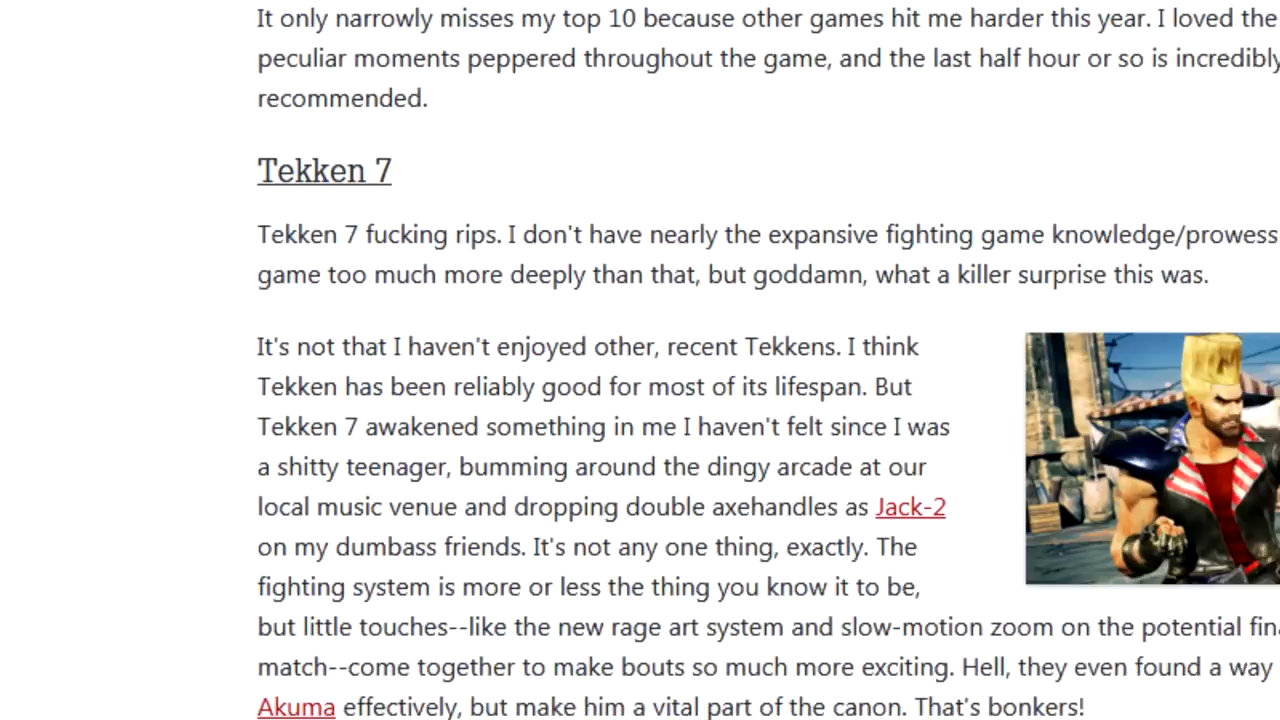 It only narrowly misses my top 10 because other games hit me harder this year. I loved the
peculiar moments peppered throughout the game, and the last half hour or so is incredibly
recommended.
Tekken 7
Tekken 7 fucking rips. I don't have nearly the expansive fighting game knowledge/prowess
game too much more deeply than that, but goddamn, what a killer surprise this was.
It's not that I haven't enjoyed other, recent Tekkens. I think
Tekken has been reliably good for most of its lifespan. But
Tekken 7 awakened something in me I haven't felt since I was
a shitty teenager, bumming around the dingy arcade at our
local music venue and dropping double axehandles as Jack-2
on my dumbass friends. It's not any one thing, exactly. The
fighting system is more or less the thing you know it to be,
but little touches--like the new rage art system and slow-motion zoom on the potential
match--come together to make bouts so much more exciting. Hell, they even found a way
Akuma effectively, but make him a vital part of the canon. That's bonkers!